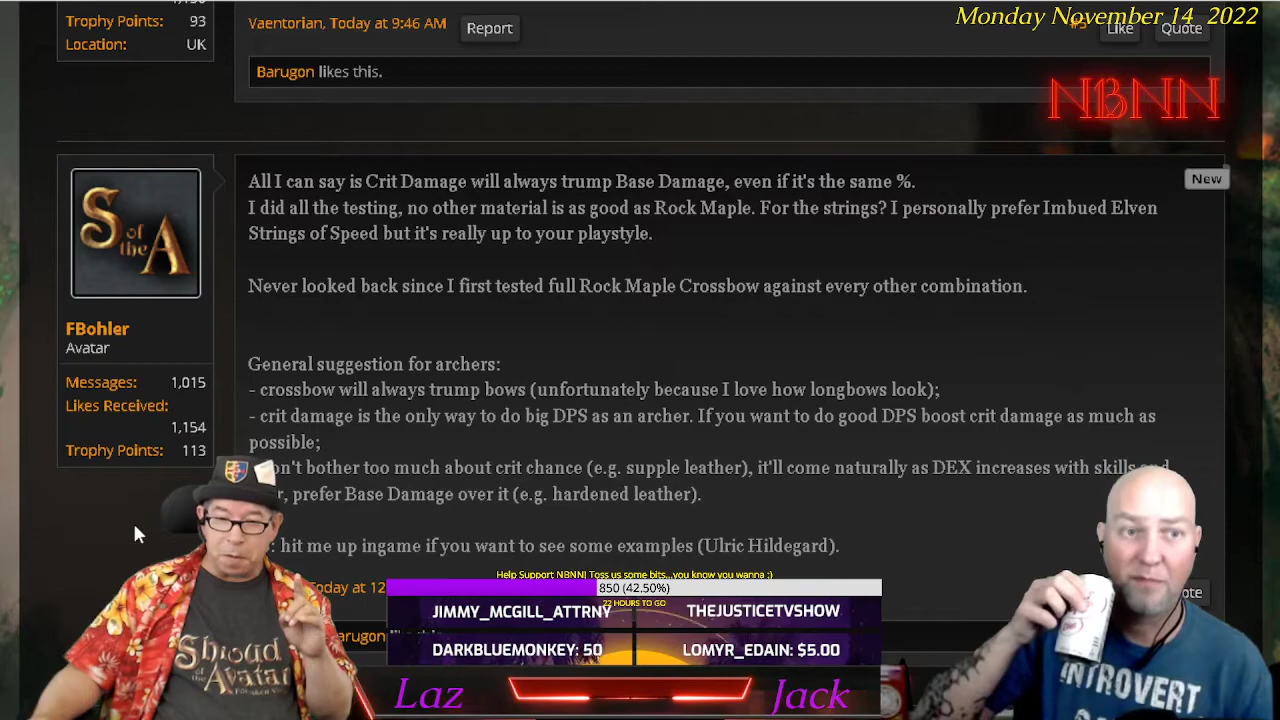 Monday November 14 2022
Trophy Points: 93
Location: UK
Vaentorian, Today at 9:46 AM
Report
Like
Quote
Barugon likes this.
NBNN
New
All I can say is Crit Damage will always trump Base Damage, even if it's the same %.
I did all the testing, no other material is as good as Rock Maple. For the strings? I personally prefer Imbued Elven
Strings of Speed but it's really up to your playstyle.
Never looked back since I first tested full Rock Maple Crossbow against every other combination.
S of the A
FBohler
Avatar
Messages: 1,015
Likes Received:
1,154
Trophy Points: 113
General suggestion for archers:
- crossbow will always trump bows (unfortunately because I love how longbows look);
- crit damage is the only way to do big DPS as an archer. If you want to do good DPS boost crit damage as much as
possible;
bother too much about crit chance (e.g. supple leather), it'll come naturally as DEX increases with skills
prefer Base Damage over it (e.g. hardened leather).
hit me up ingame if you want to see some examples (Ulric Hildegard).
Help Support NBNN! Toss us some bits...you know you wanna :)
850 (42.50%)
22 HOURS TO GO
JIMMY_MCGILL_ATTRNY
THEJUSTICETVSHOW
DARKBLUEMONKEY: 50
LOMYR_EDAIN: $5.00
Shroud
of the
Avatar
Laz
Jack
INTROVERT